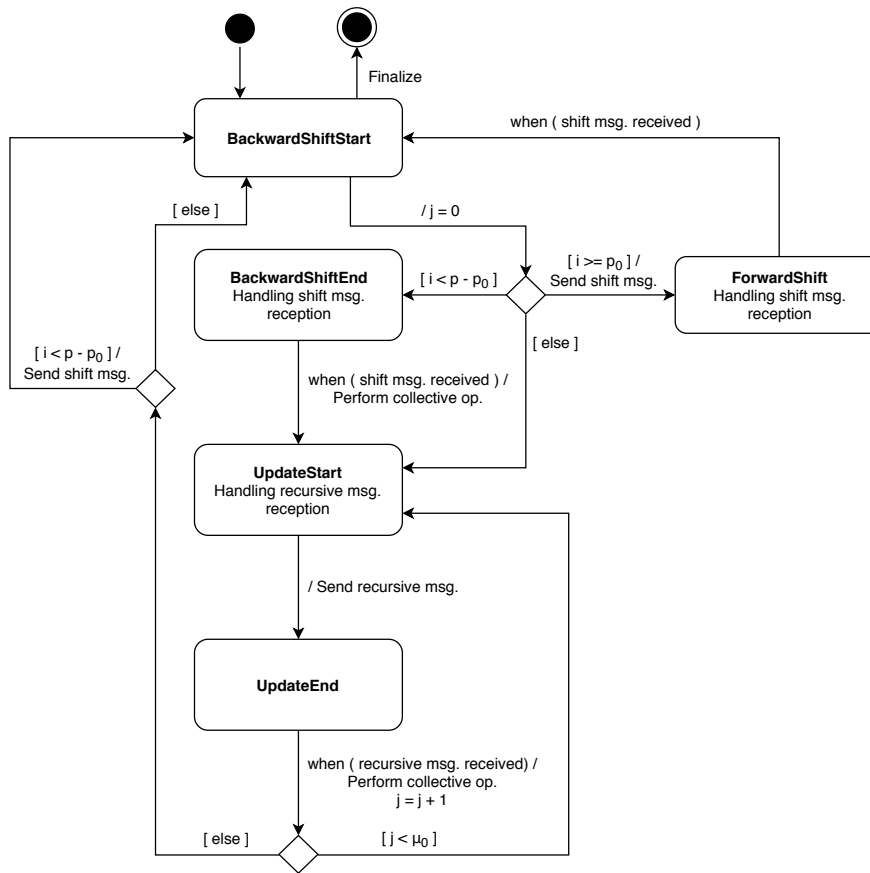 Finalize
BackwardShiftStart
when ( shift msg. received )
[ else ]
/ j = 0
BackwardShiftEnd
Handling shift msg.
reception
[ i < p - p₀ ]
[ i >= p₀ ] /
Send shift msg.
ForwardShift
Handling shift msg.
reception
[ else ]
[ i < p - p₀ ] /
Send shift msg.
when ( shift msg. received ) /
Perform collective op.
UpdateStart
Handling recursive msg.
reception
/ Send recursive msg.
UpdateEnd
when ( recursive msg. received) /
Perform collective op.
j = j + 1
[ else ]
[ j < μ₀ ]